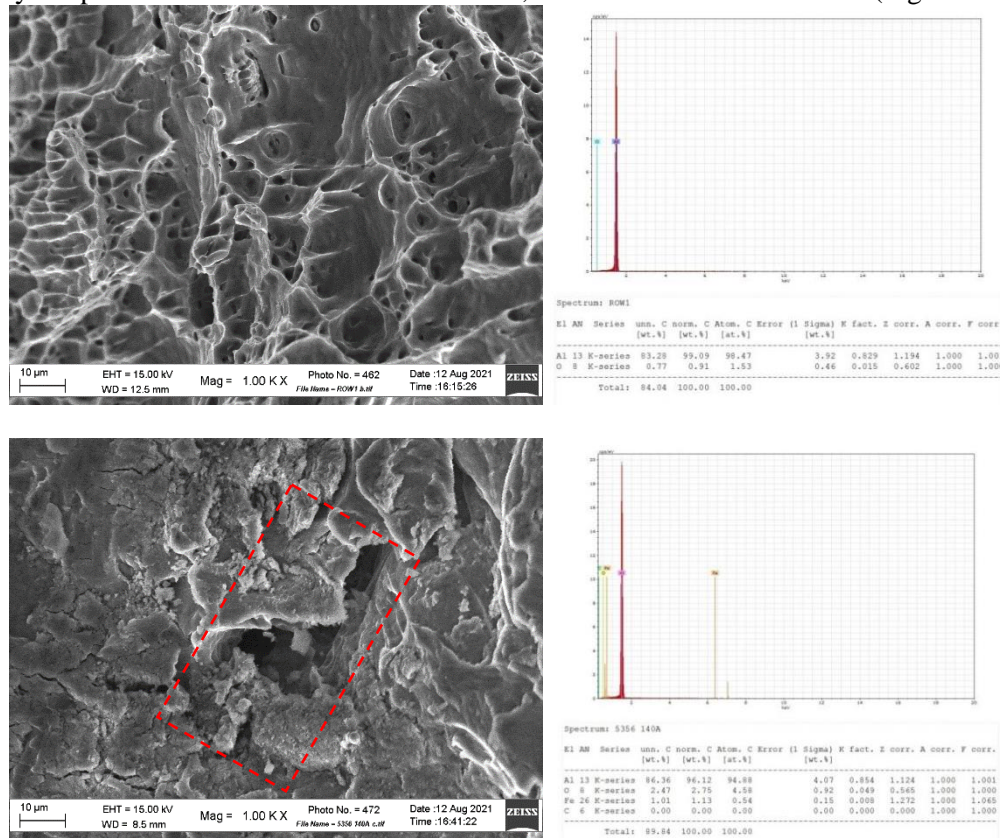 10 µm
EHT = 15.00 kV
WD = 12.5 mm
Mag = 1.00 K X
Photo No. = 462
File Name = ROW1 b.tif
Date :12 Aug 2021
Time :16:15:26
ZEISS
Spectrum: ROW1
El AN Series unn. C norm. C Atom. C Error (1 Sigma) K fact. Z corr. A corr. F corr
[wt.%] [wt.%] [at.%] [wt.%]
Al 13 K-series 83.28 99.09 98.47 3.92 0.829 1.194 1.000 1.00
O 8 K-series 0.77 0.91 1.53 0.46 0.015 0.602 1.000 1.00
Total: 84.04 100.00 100.00
10 µm
EHT = 15.00 kV
WD = 8.5 mm
Mag = 1.00 K X
Photo No. = 472
File Name = 5356 140A c.tif
Date :12 Aug 2021
Time :16:41:22
ZEISS
Spectrum: 5356 140A
El AN Series unn. C norm. C Atom. C Error (1 Sigma) K fact. Z corr. A corr. F corr.
[wt.%] [wt.%] [at.%] [wt.%]
Al 13 K-series 86.36 96.12 94.88 4.07 0.854 1.124 1.000 1.001
O 8 K-series 2.47 2.75 4.58 0.92 0.049 0.565 1.000 1.000
Fe 26 K-series 1.01 1.13 0.54 0.15 0.008 1.272 1.000 1.065
C 6 K-series 0.00 0.00 0.00 0.00 0.000 0.000 1.000 1.000
Total: 89.84 100.00 100.00